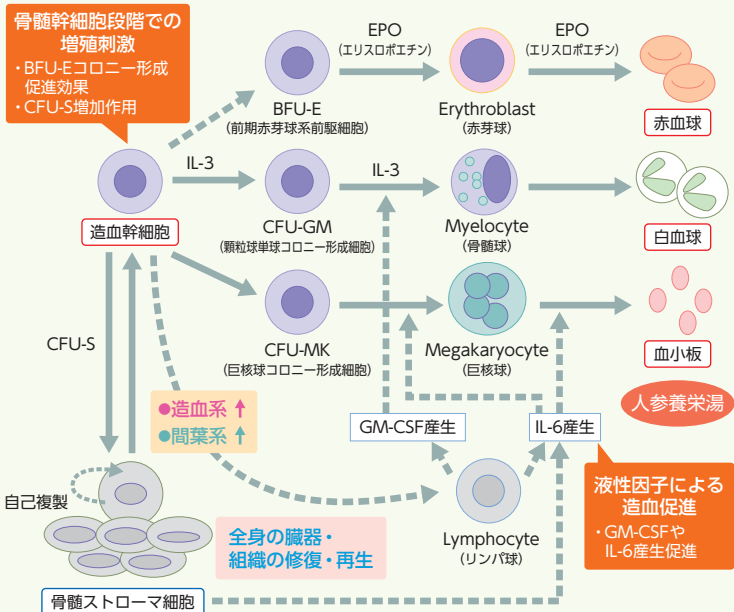 骨髄幹細胞段階での
増殖刺激
・BFU-Eコロニー形成
促進効果
・CFU-S増加作用
EPO
(エリスロポエチン)
EPO
(エリスロポエチン)
BFU-E
(前期赤芽球系前駆細胞)
Erythroblast
(赤芽球)
赤血球
IL-3
IL-3
造血幹細胞
CFU-GM
(顆粒球単球コロニー形成細胞)
Myelocyte
(骨髄球)
白血球
CFU-S
CFU-MK
(巨核球コロニー形成細胞)
Megakaryocyte
(巨核球)
血小板
●造血系↑
●間葉系↑
GM-CSF産生
IL-6産生
人参養栄湯
自己複製
全身の臓器・
組織の修復・再生
Lymphocyte
(リンパ球)
液性因子による
造血促進
・GM-CSFや
IL-6産生促進
骨髄ストローマ細胞